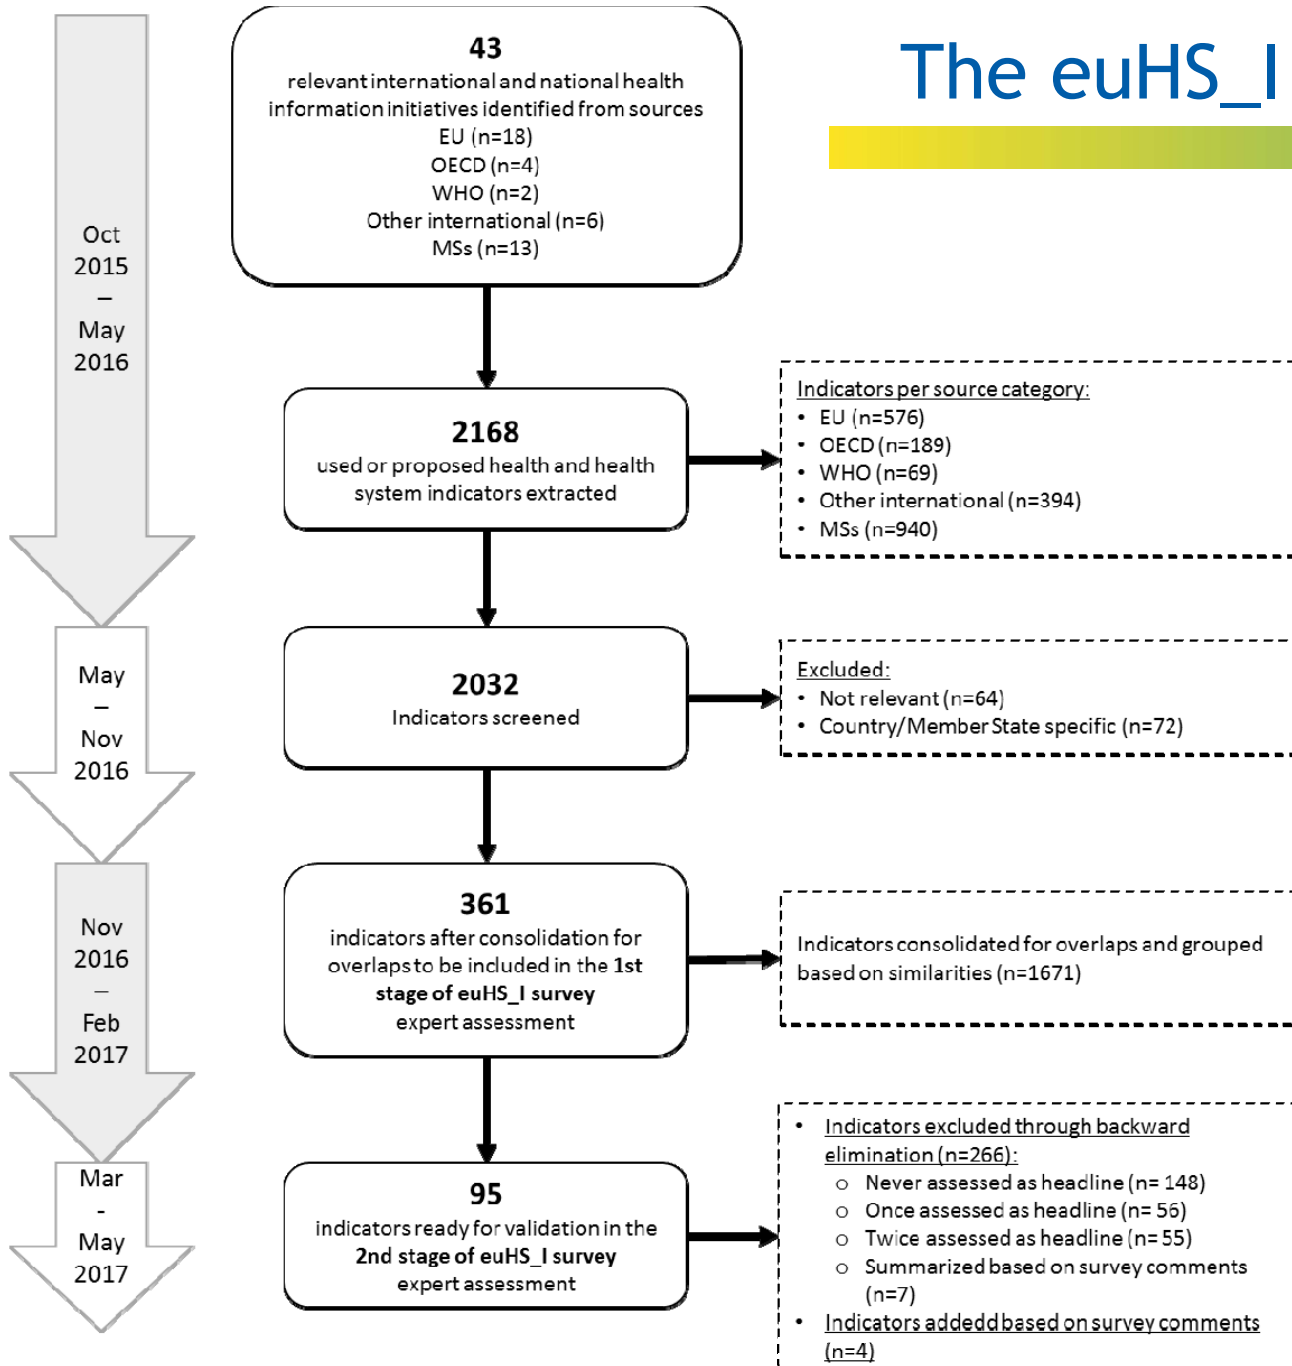 The euHS_I
43
relevant international and national health
information initiatives identified from sources
EU (n=18)
OECD (n=4)
WHO (n=2)
Other international (n=6)
MSs (n=13)
Oct
2015
–
May
2016
2168
used or proposed health and health
system indicators extracted
Indicators per source category:
• EU (n=576)
• OECD (n=189)
• WHO (n=69)
• Other international (n=394)
• MSs (n=940)
May
–
Nov
2016
2032
Indicators screened
Excluded:
• Not relevant (n=64)
• Country/Member State specific (n=72)
Nov
2016
–
Feb
2017
361
indicators after consolidation for
overlaps to be included in the 1st
stage of euHS_I survey
expert assessment
Indicators consolidated for overlaps and grouped
based on similarities (n=1671)
Mar
-
May
2017
95
indicators ready for validation in the
2nd stage of euHS_I survey
expert assessment
• Indicators excluded through backward
elimination (n=266):
o Never assessed as headline (n= 148)
o Once assessed as headline (n= 56)
o Twice assessed as headline (n= 55)
o Summarized based on survey comments
(n=7)
• Indicators addedd based on survey comments
(n=4)